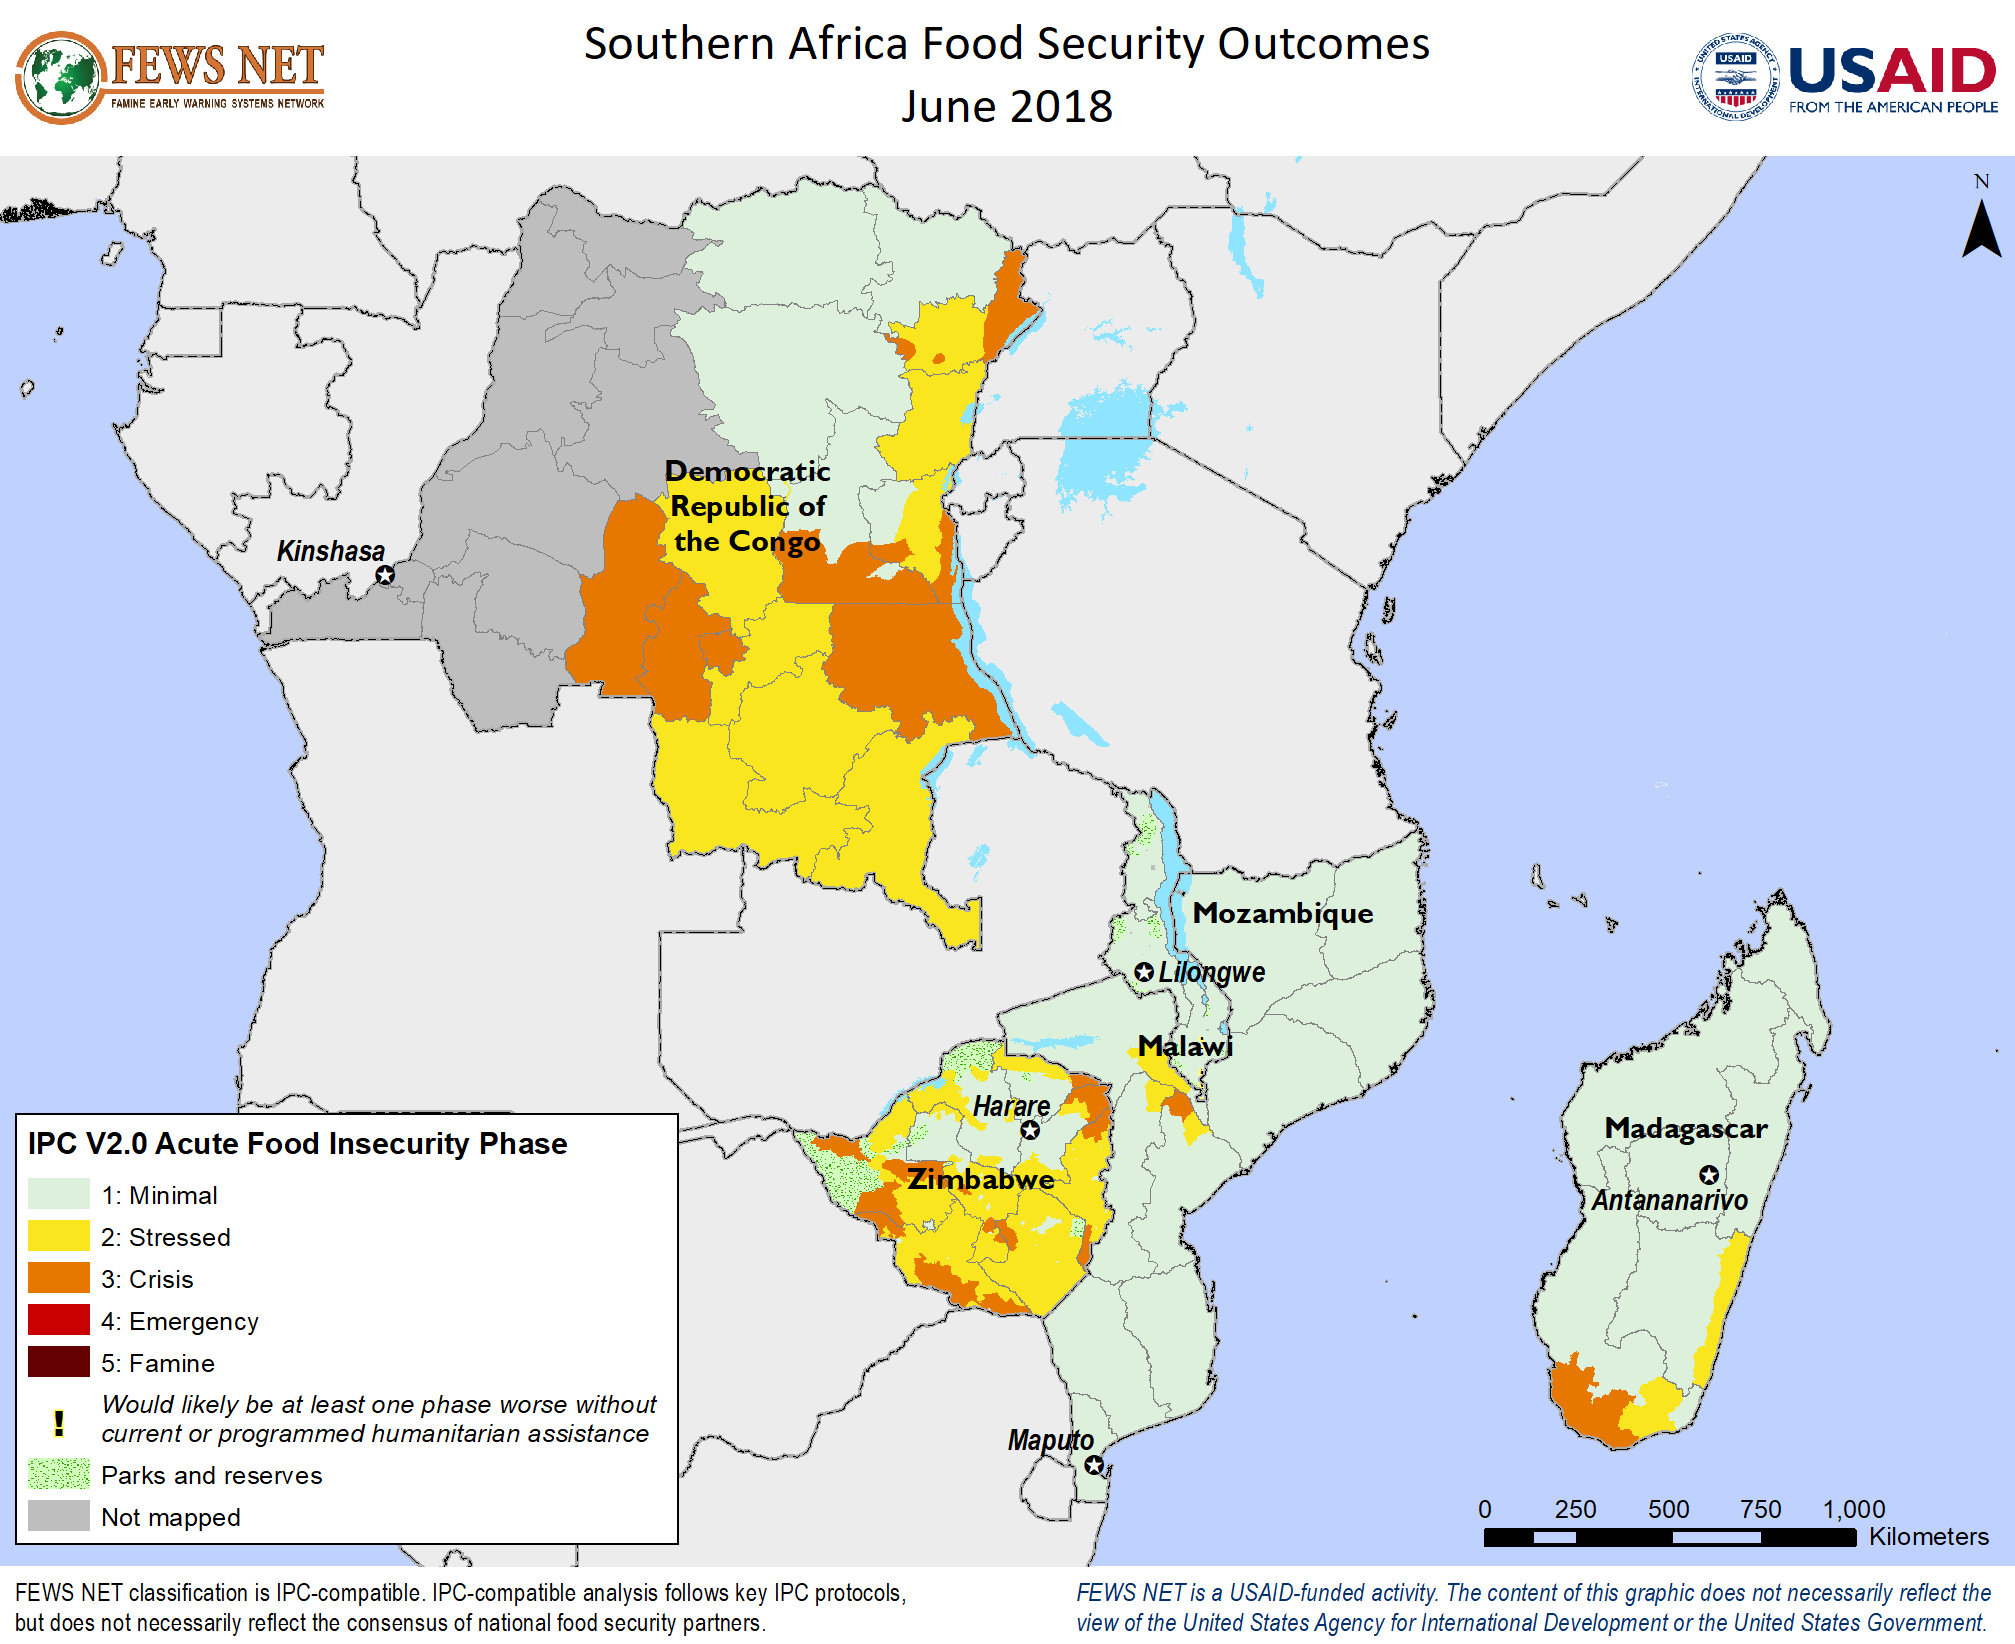 FEWS NET
FAMINE EARLY WARNING SYSTEMS NETWORK
Southern Africa Food Security Outcomes
June 2018
UNITED STATES AGENCY
USAID
INTERNATIONAL DEVELOPMENT
USAID
FROM THE AMERICAN PEOPLE
N
Democratic
Republic of
the Congo
Kinshasa
Mozambique
Lilongwe
Malawi
Harare
Zimbabwe
Madagascar
Antananarivo
Maputo
IPC V2.0 Acute Food Insecurity Phase
1: Minimal
2: Stressed
3: Crisis
4: Emergency
5: Famine
! Would likely be at least one phase worse without
current or programmed humanitarian assistance
Parks and reserves
Not mapped
0 250 500 750 1,000
Kilometers
FEWS NET classification is IPC-compatible. IPC-compatible analysis follows key IPC protocols,
but does not necessarily reflect the consensus of national food security partners.
FEWS NET is a USAID-funded activity. The content of this graphic does not necessarily reflect the
view of the United States Agency for International Development or the United States Government.